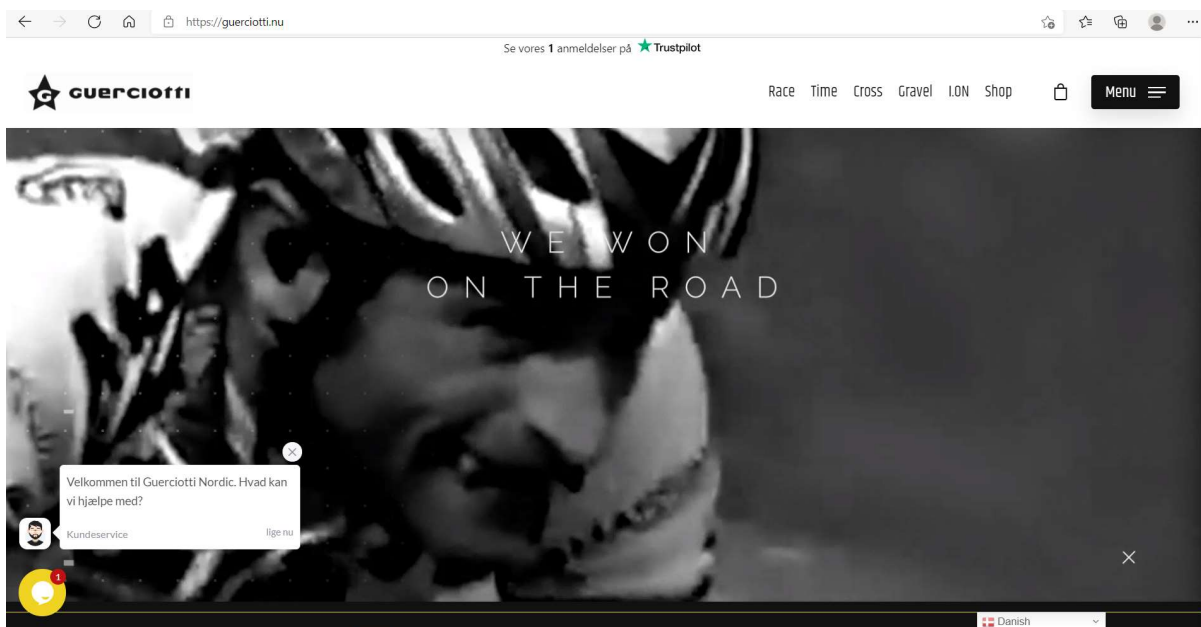 https://guerciotti.nu
Se vores 1 anmeldelser på Trustpilot
G GUERCIOTTI
Race Time Cross Gravel I.ON Shop Menu
WE WON
ON THE ROAD
Velkommen til Guerciotti Nordic. Hvad kan
vi hjælpe med?
Kundeservice lige nu
1
Danish